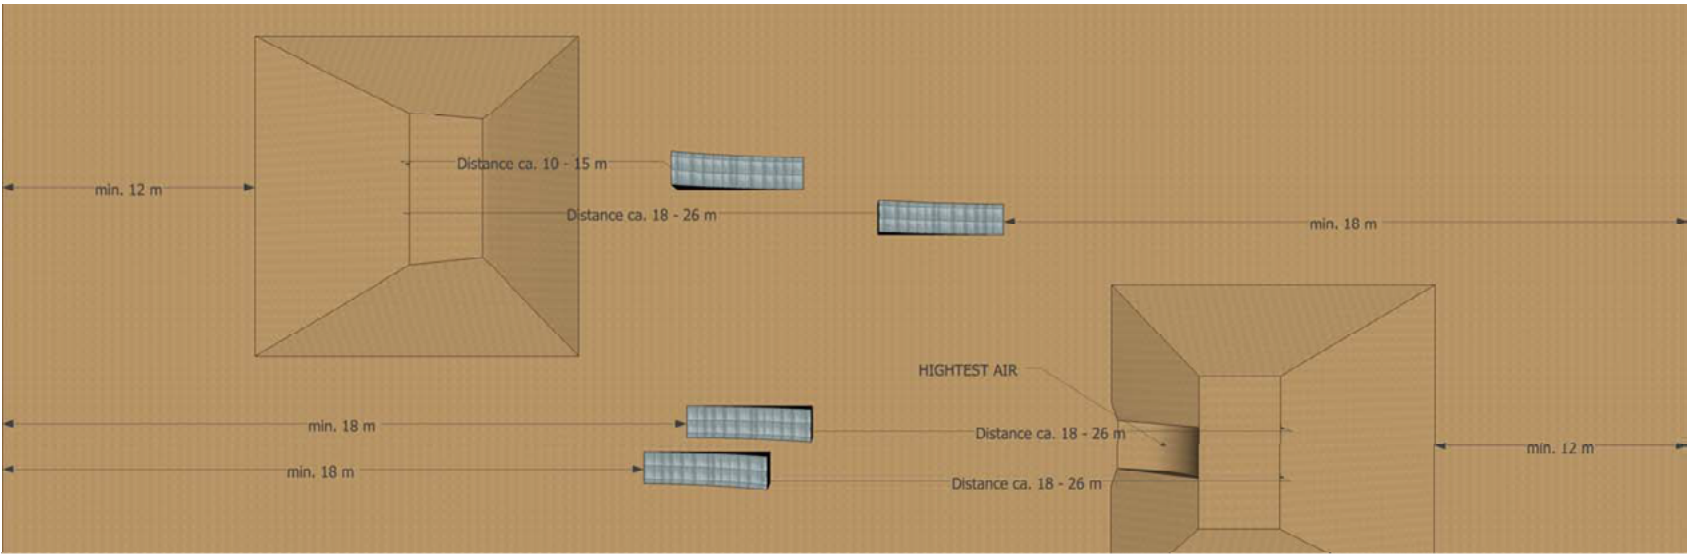 Distance ca. 10 - 15 m
min. 12 m
Distance ca. 18 - 26 m
min. 18 m
HIGHTEST AIR
min. 18 m
Distance ca. 18 - 26 m
min. 12 m
min. 18 m
Distance ca. 18 - 26 m